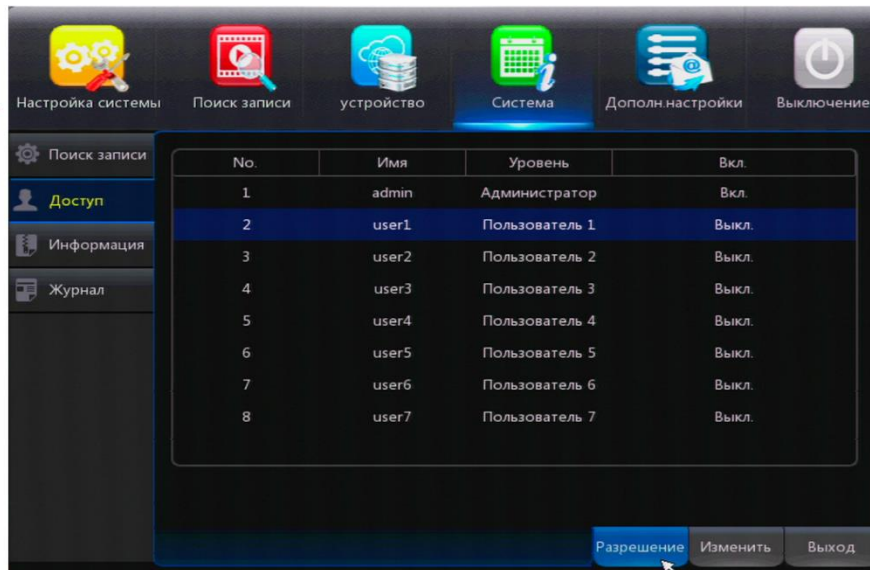 Настройка системы Поиск записи устройство Система Дополн.настройки Выключение
Поиск записи
Доступ
Информация
Журнал
No. Имя Уровень Вкл.
1 admin Администратор Вкл.
2 user1 Пользователь 1 Выкл.
3 user2 Пользователь 2 Выкл.
4 user3 Пользователь 3 Выкл.
5 user4 Пользователь 4 Выкл.
6 user5 Пользователь 5 Выкл.
7 user6 Пользователь 6 Выкл.
8 user7 Пользователь 7 Выкл.
Разрешение Изменить Выход